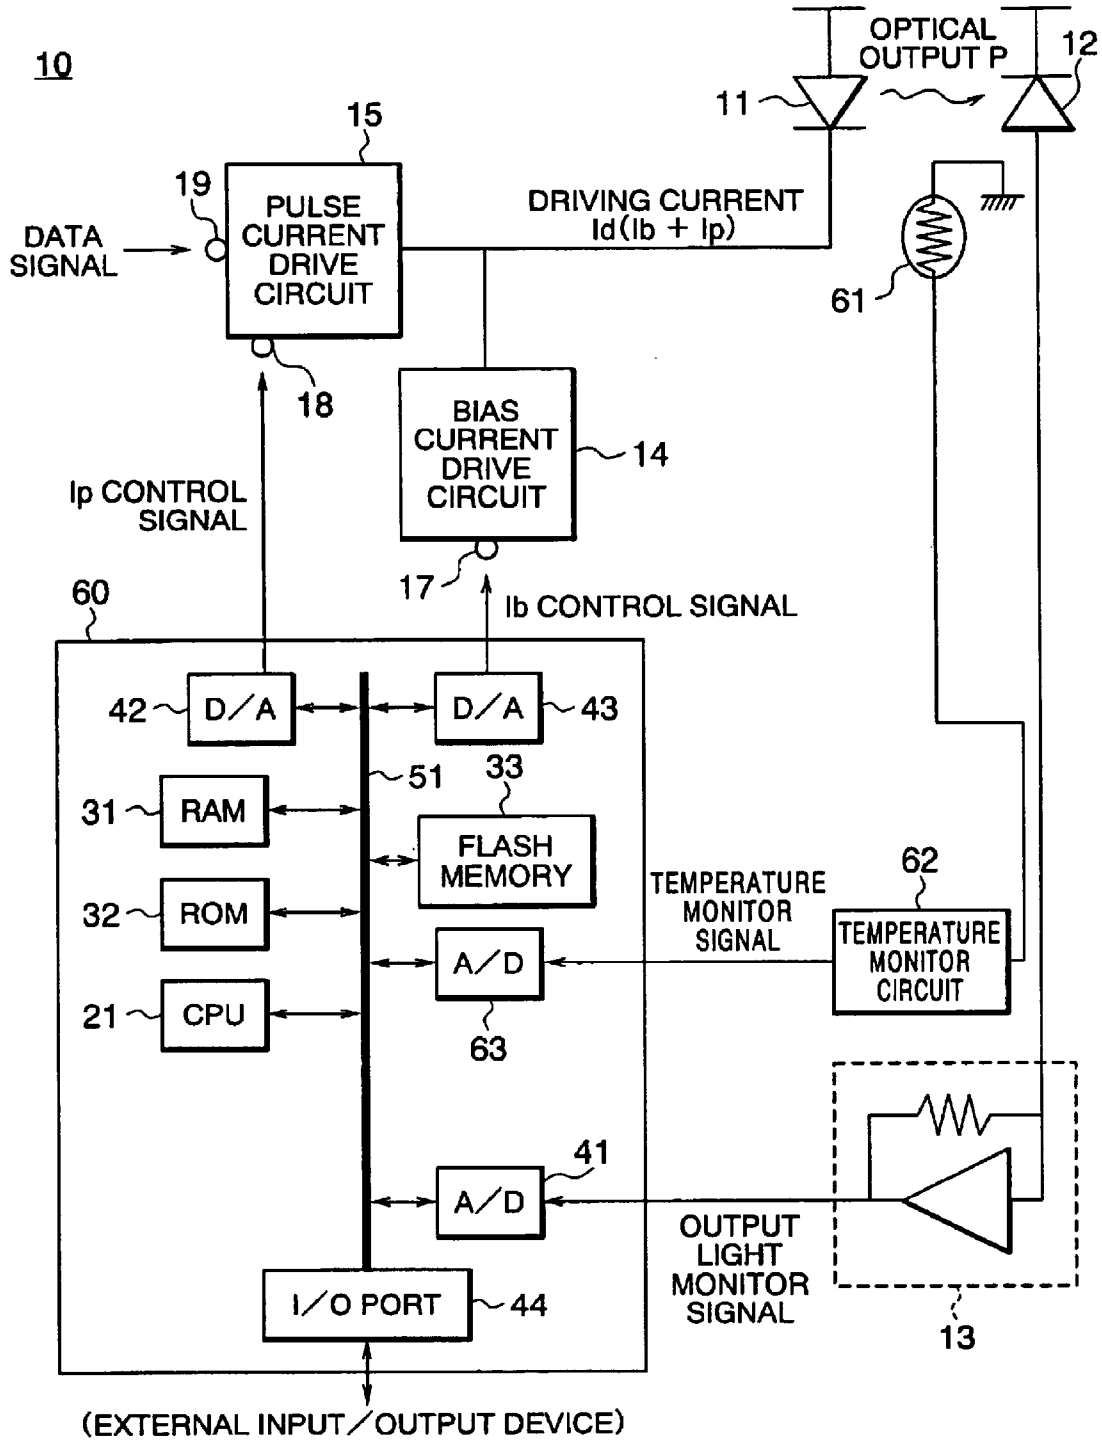 10
OPTICAL
OUTPUT P
12
11
15
19
PULSE
CURRENT
DRIVE
CIRCUIT
DATA
SIGNAL
DRIVING CURRENT
Id(Ib + Ip)
61
18
BIAS
CURRENT
DRIVE
CIRCUIT
14
Ip CONTROL
SIGNAL
17
60
Ib CONTROL SIGNAL
42
D/A
D/A
43
51
33
31
RAM
FLASH
MEMORY
62
TEMPERATURE
MONITOR
SIGNAL
32
ROM
TEMPERATURE
MONITOR
CIRCUIT
A/D
21
CPU
63
41
A/D
OUTPUT
LIGHT
MONITOR
SIGNAL
I/O PORT
44
13
(EXTERNAL INPUT/OUTPUT DEVICE)